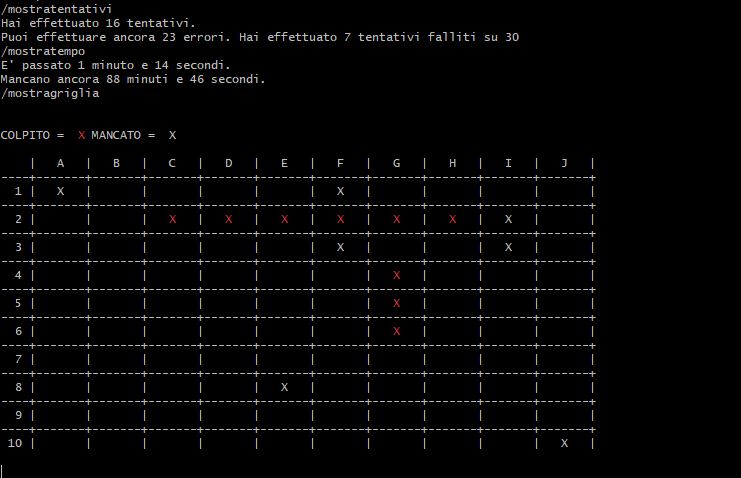 /mostratentativi
Hai effettuato 16 tentativi.
Puoi effettuare ancora 23 errori. Hai effettuato 7 tentativi falliti su 30
/mostratempo
E' passato 1 minuto e 14 secondi.
Mancano ancora 88 minuti e 46 secondi.
/mostragriglia
COLPITO =  X MANCATO =  X
| A | B | C | D | E | F | G | H | I | J |
1 | X | | | | | X | | | | |
2 | | | X | X | X | X | X | X | X | |
3 | | | | | | X | | | X | |
4 | | | | | | | X | | | |
5 | | | | | | | X | | | |
6 | | | | | | | X | | | |
7 | | | | | | | | | | |
8 | | | | | X | | | | | |
9 | | | | | | | | | | |
10 | | | | | | | | | | X |